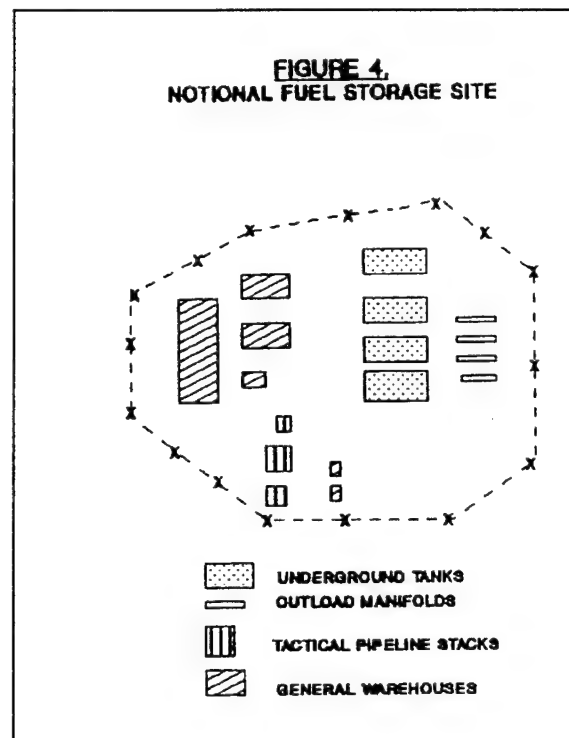 FIGURE 4.
NOTIONAL FUEL STORAGE SITE
UNDERGROUND TANKS
OUTLOAD MANIFOLDS
TACTICAL PIPELINE STACKS
GENERAL WAREHOUSES